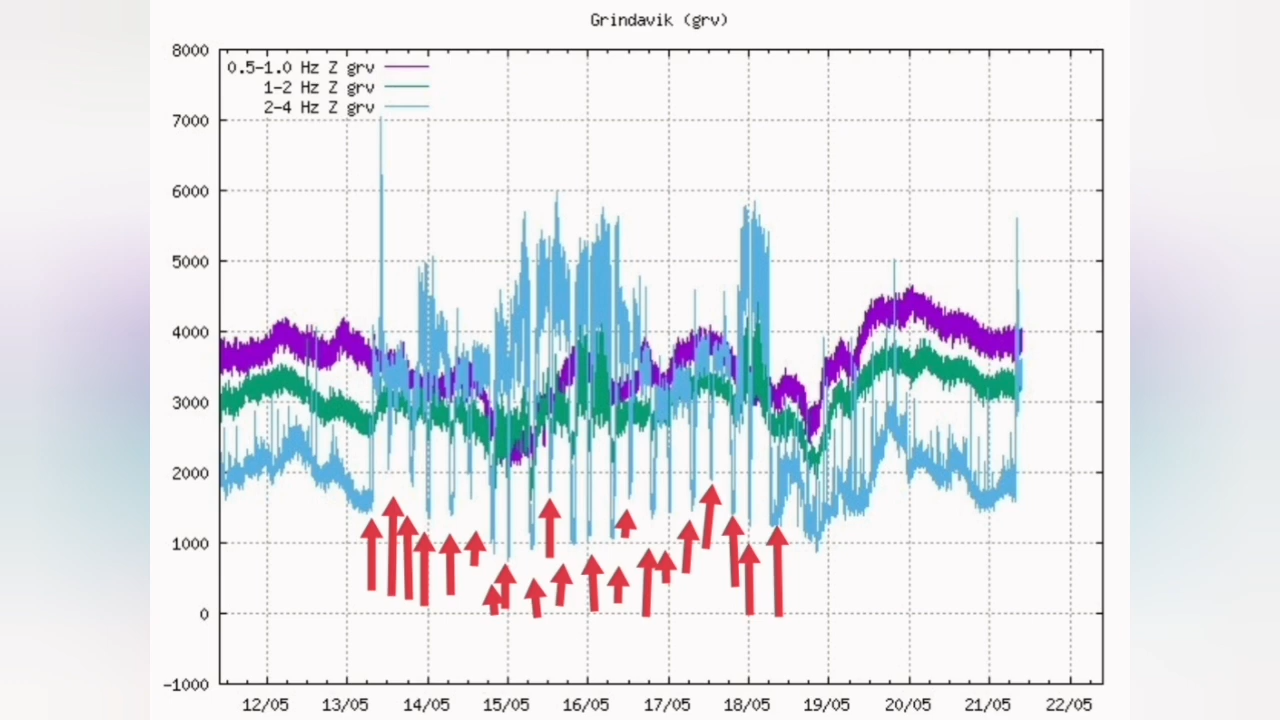 Grindavik (grv)
8000
0.5-1.0 Hz Z grv
1-2 Hz Z grv
2-4 Hz Z grv
7000
6000
5000
4000
3000
2000
1000
0
-1000
12/05 13/05 14/05 15/05 16/05 17/05 18/05 19/05 20/05 21/05 22/05